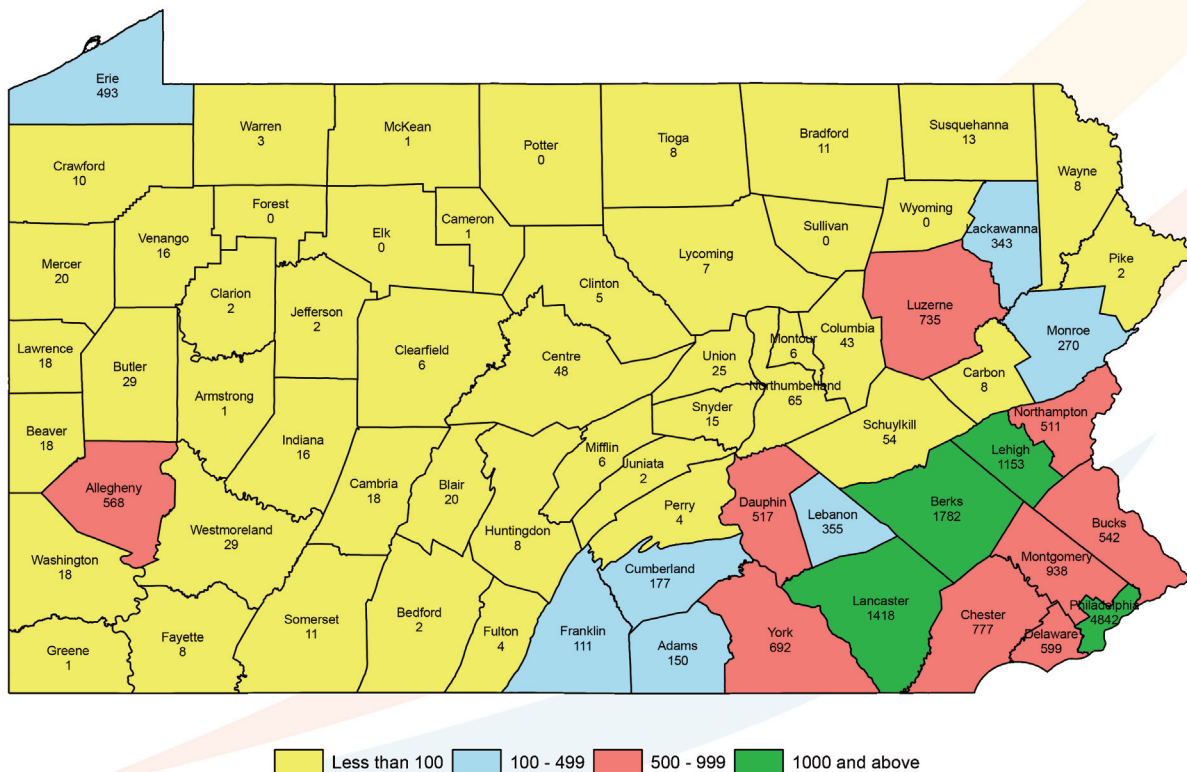 Erie
493
Warren
3
McKean
1
Potter
0
Tioga
8
Bradford
11
Susquehanna
13
Wayne
8
Crawford
10
Forest
0
Elk
0
Cameron
1
Sullivan
0
Wyoming
0
Lackawanna
343
Pike
2
Venango
16
Mercer
20
Clarion
2
Jefferson
2
Clinton
5
Lycoming
7
Luzerne
735
Monroe
270
Lawrence
18
Butler
29
Clearfield
6
Centre
48
Union
25
Montour
6
Columbia
43
Carbon
8
Armstrong
1
Northumberland
65
Snyder
15
Schuylkill
54
Northampton
511
Beaver
18
Indiana
16
Mifflin
6
Juniata
2
Lehigh
1153
Allegheny
568
Cambria
18
Blair
20
Huntingdon
8
Perry
4
Dauphin
517
Lebanon
355
Berks
1782
Bucks
542
Westmoreland
29
Washington
18
Cumberland
177
Montgomery
938
Lancaster
1418
Chester
777
Philadelphia
4842
Delaware
599
Greene
1
Fayette
8
Somerset
11
Bedford
2
Fulton
4
Franklin
111
Adams
150
York
692
Less than 100
100 - 499
500 - 999
1000 and above